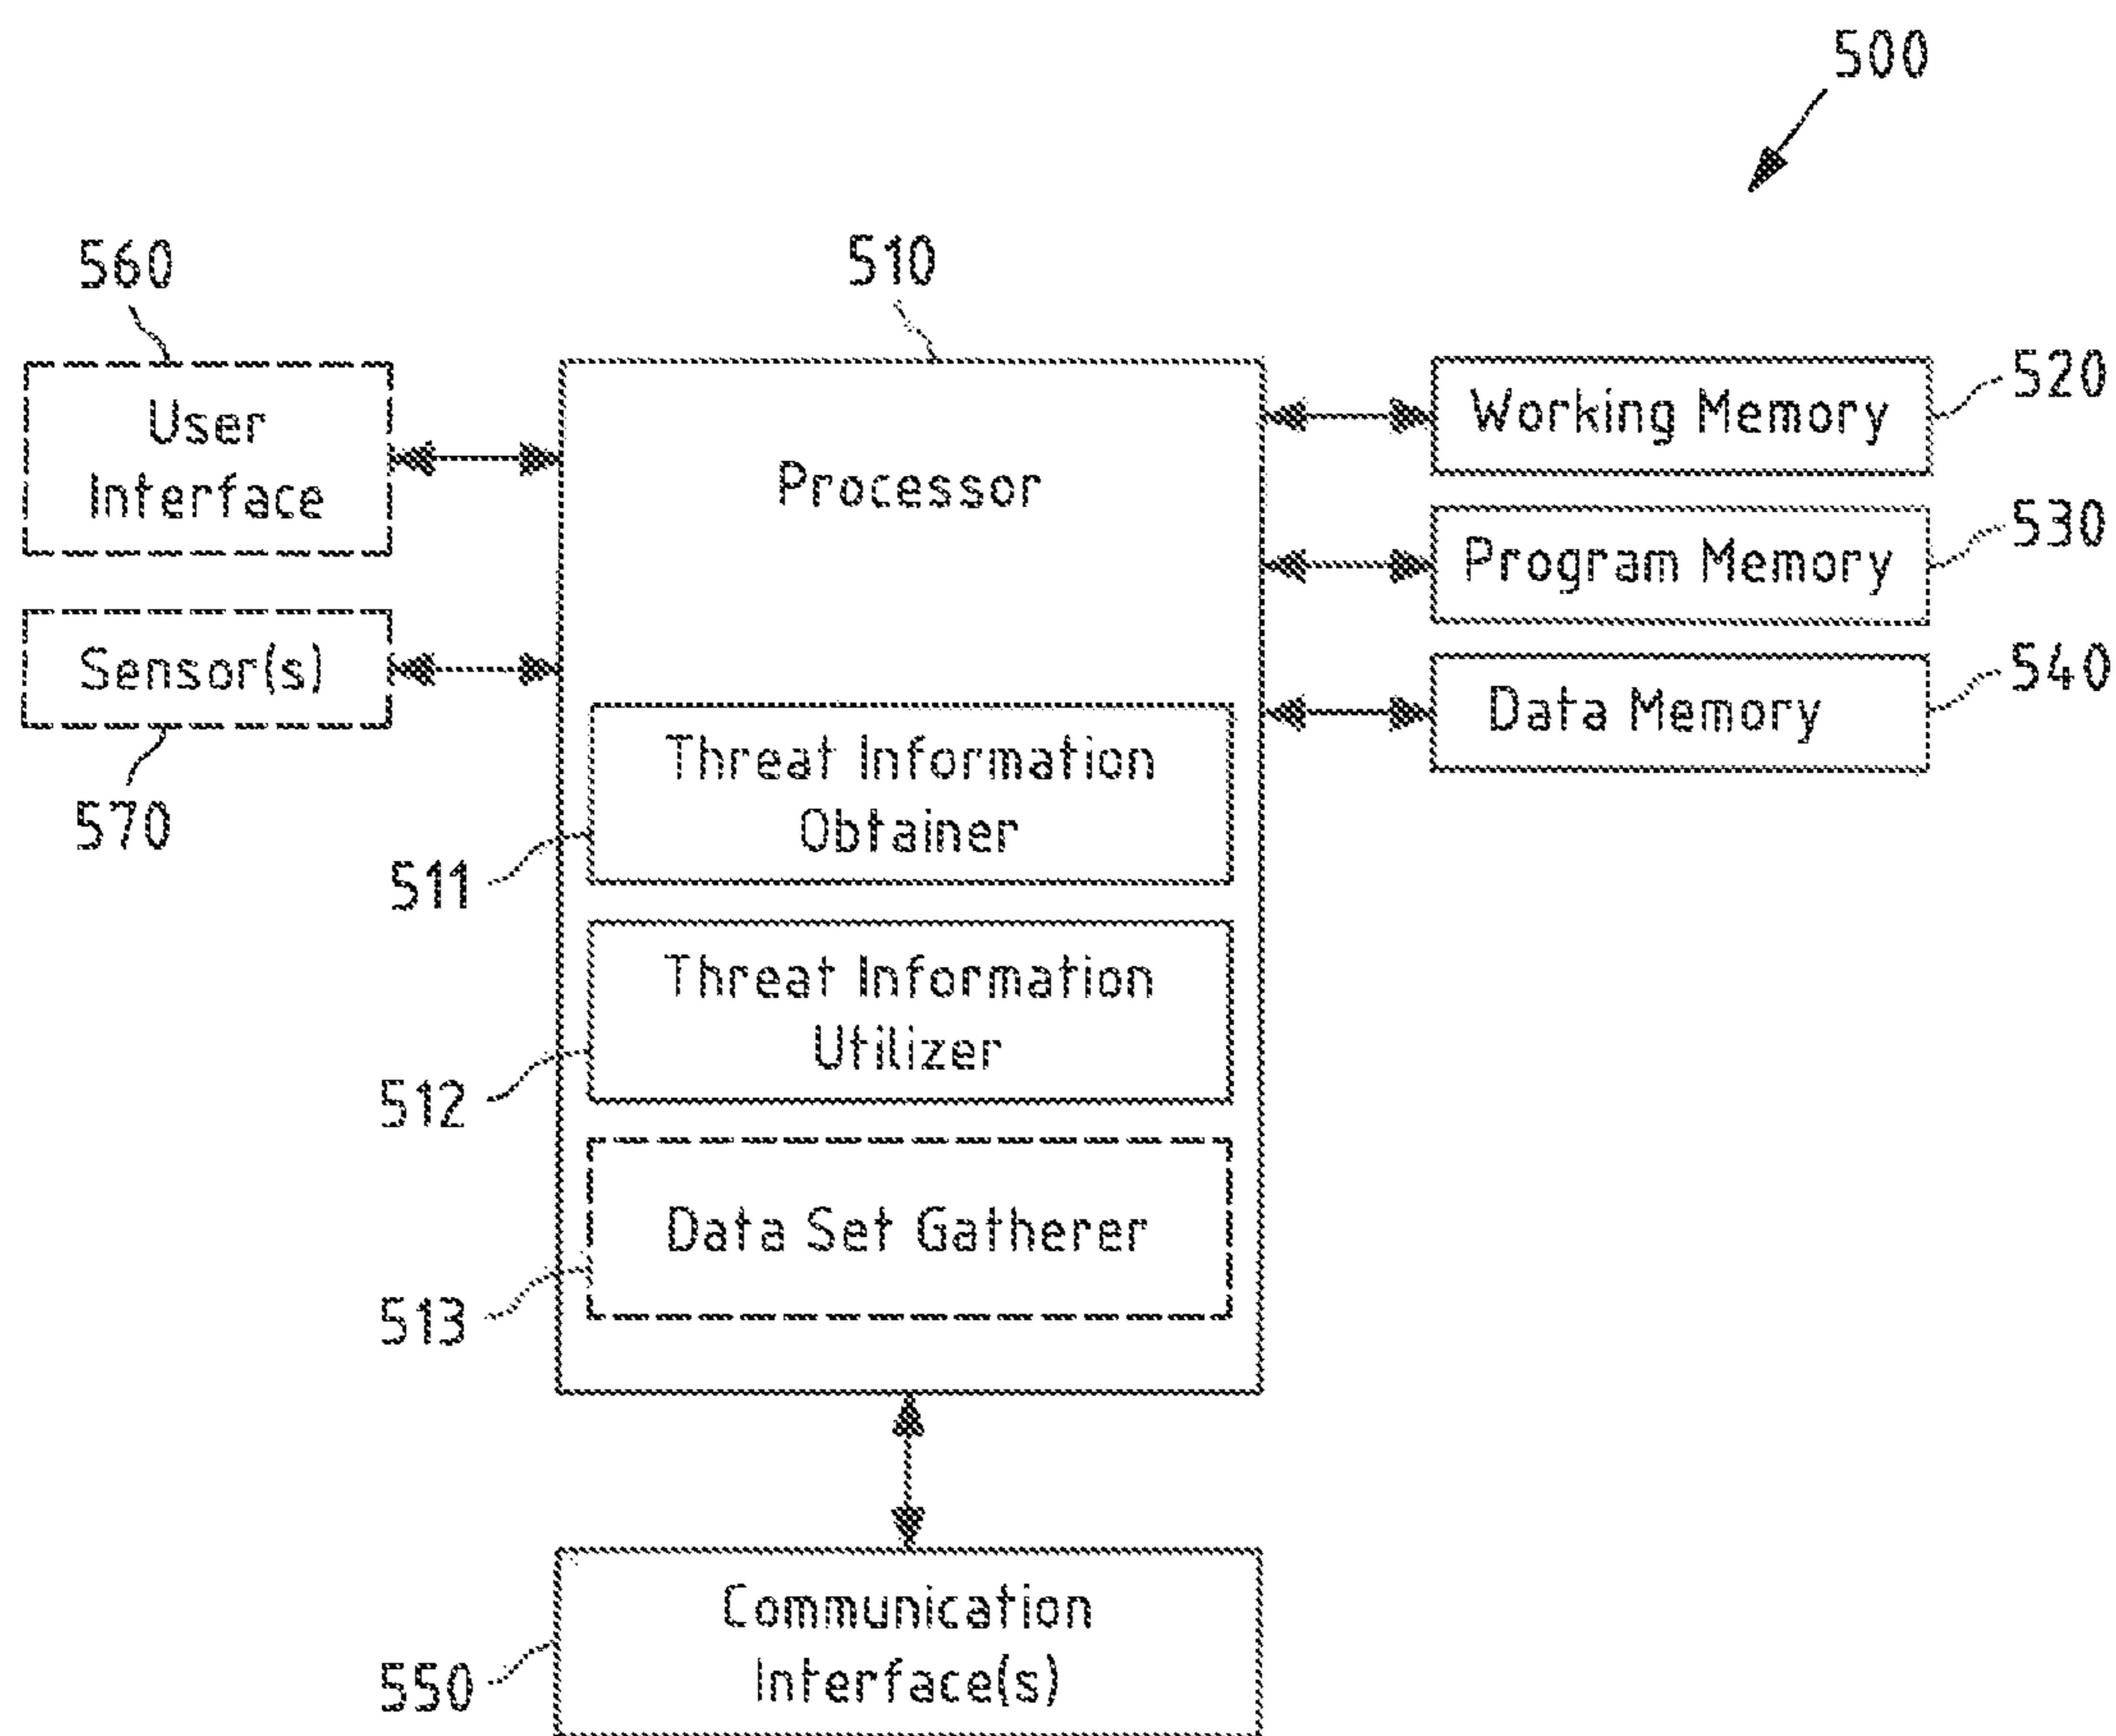 500
560
510
User
Interface
Processor
Working Memory
520
Program Memory
530
Sensor(s)
Data Memory
540
570
Threat Information
Obtainer
511
Threat Information
Utilizer
512
Data Set Gatherer
513
Communication
Interface(s)
550